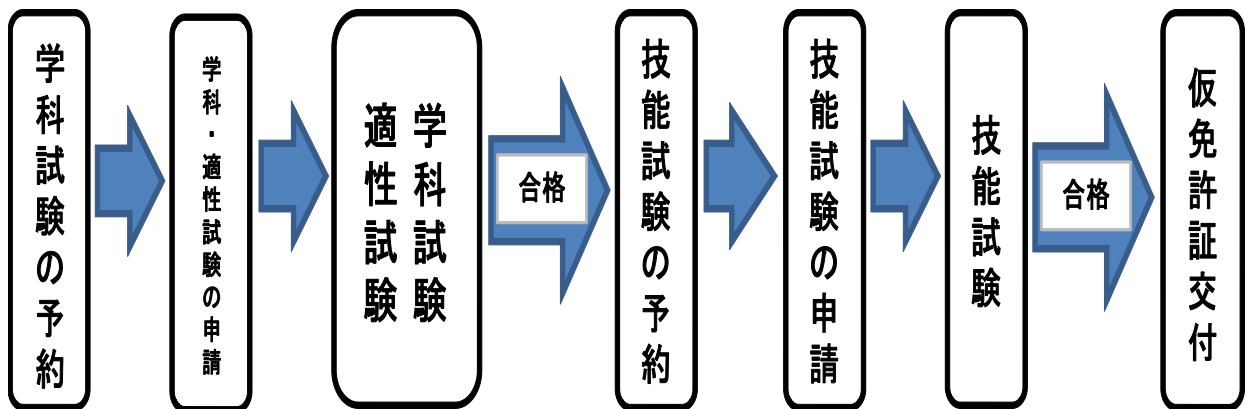 学科試験の予約
学科・適性試験の申請
学科試験
適性試験
合格
技能試験の予約
技能試験の申請
技能試験
合格
仮免許証交付